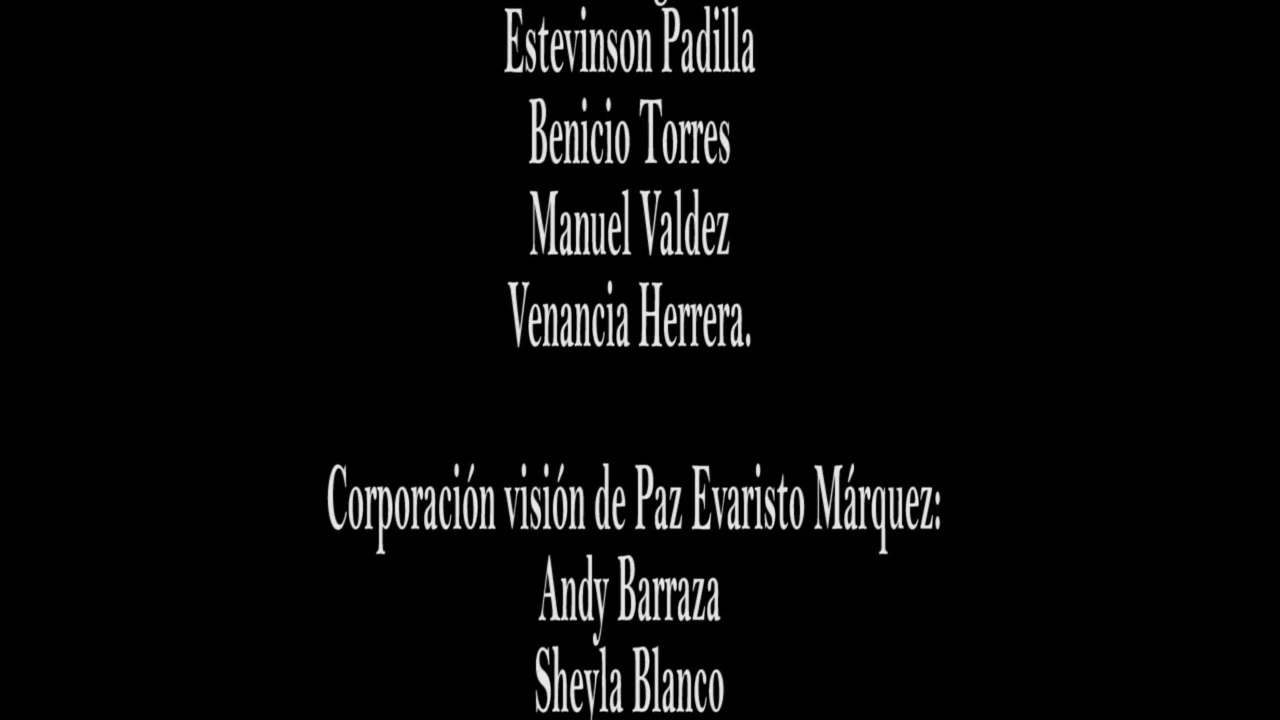 Estevinson Padilla
Benicio Torres
Manuel Valdez
Venancia Herrera.
Corporación visión de Paz Evaristo Márquez:
Andy Barraza
Sheyla Blanco